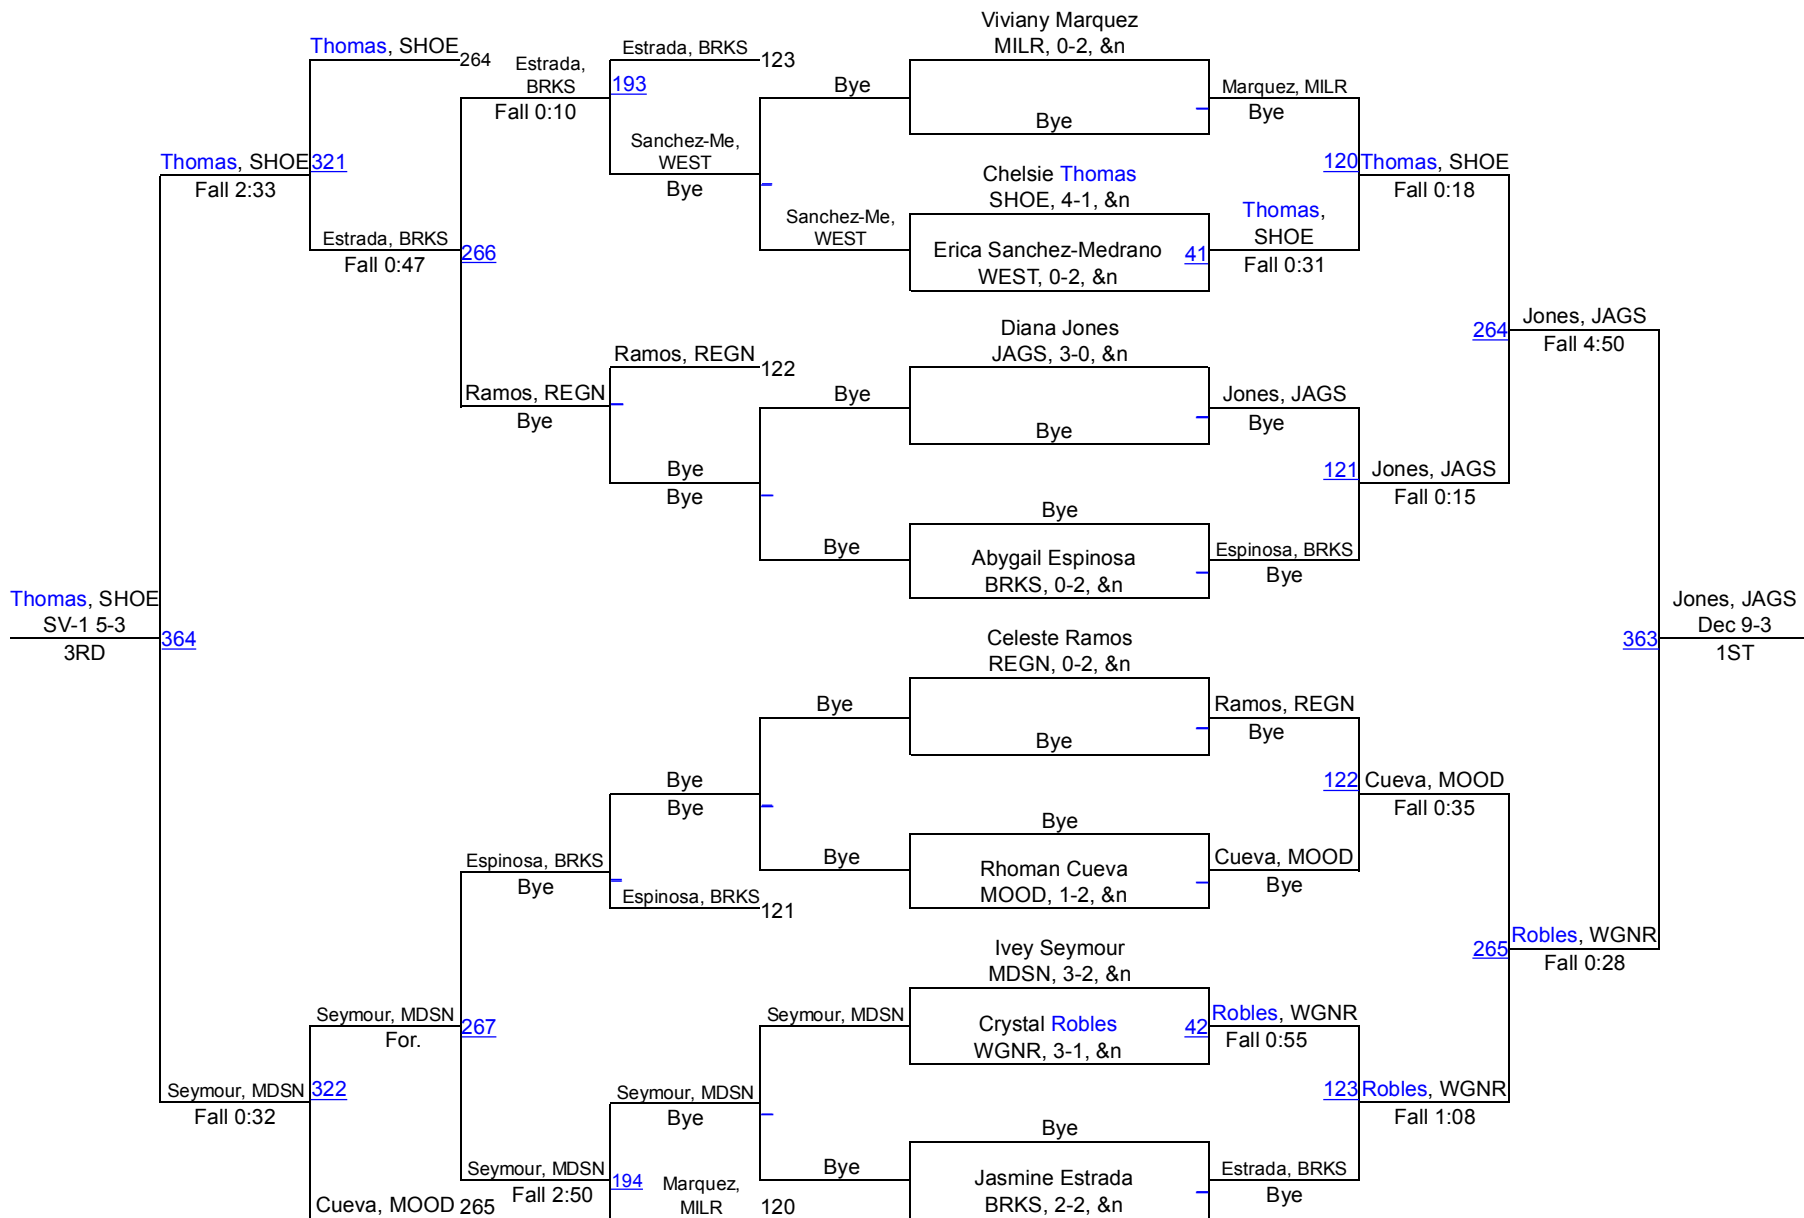 Viviany Marquez
MILR, 0-2, &n
Thomas, SHOE
264
Estrada,
BRKS
Fall 0:10
Estrada, BRKS
123
193
Bye
Bye
Marquez, MILR
Bye
Sanchez-Me,
WEST
Bye
Thomas, SHOE
321
Fall 2:33
Chelsie Thomas
SHOE, 4-1, &n
120
Thomas, SHOE
Fall 0:18
Sanchez-Me,
WEST
Erica Sanchez-Medrano
WEST, 0-2, &n
41
Thomas,
SHOE
Fall 0:31
Estrada, BRKS
Fall 0:47
266
Diana Jones
JAGS, 3-0, &n
264
Jones, JAGS
Fall 4:50
Ramos, REGN
122
Ramos, REGN
Bye
Bye
Bye
Jones, JAGS
Bye
Bye
Bye
121
Jones, JAGS
Fall 0:15
Bye
Bye
Abygail Espinosa
BRKS, 0-2, &n
Espinosa, BRKS
Bye
Thomas, SHOE
SV-1 5-3
3RD
364
Celeste Ramos
REGN, 0-2, &n
363
Jones, JAGS
Dec 9-3
1ST
Bye
Bye
Ramos, REGN
Bye
Bye
Bye
122
Cueva, MOOD
Fall 0:35
Bye
Bye
Rhoman Cueva
MOOD, 1-2, &n
Cueva, MOOD
Bye
Espinosa, BRKS
Bye
Espinosa, BRKS
121
Ivey Seymour
MDSN, 3-2, &n
265
Robles, WGNR
Fall 0:28
Seymour, MDSN
For.
267
Seymour, MDSN
Crystal Robles
WGNR, 3-1, &n
42
Robles, WGNR
Fall 0:55
Seymour, MDSN
Fall 0:32
322
Seymour, MDSN
Bye
123
Robles, WGNR
Fall 1:08
Bye
Seymour, MDSN
Fall 2:50
194
Bye
Jasmine Estrada
BRKS, 2-2, &n
Estrada, BRKS
Bye
Cueva, MOOD
265
Marquez,
MILR
120